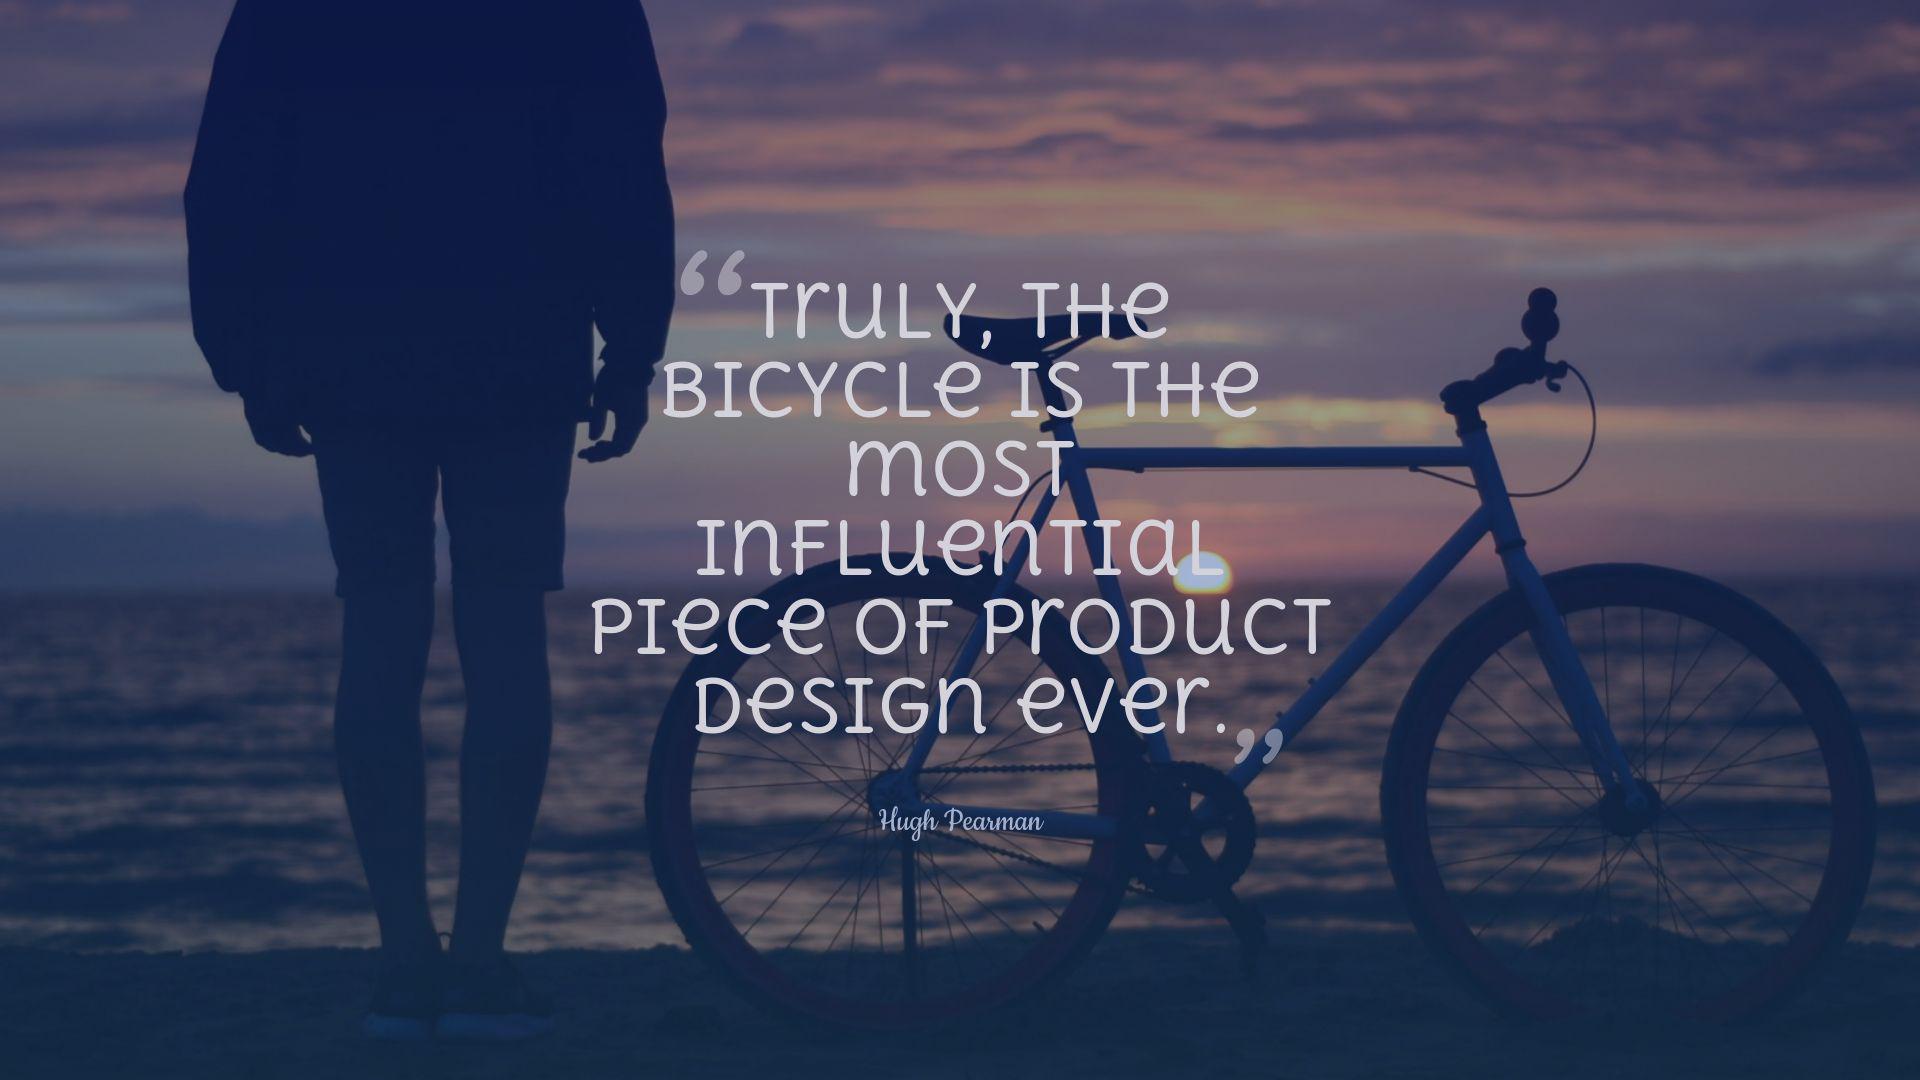 “Truly, the
bicycle is the
most
influential
piece of product
design ever.”
Hugh Pearman